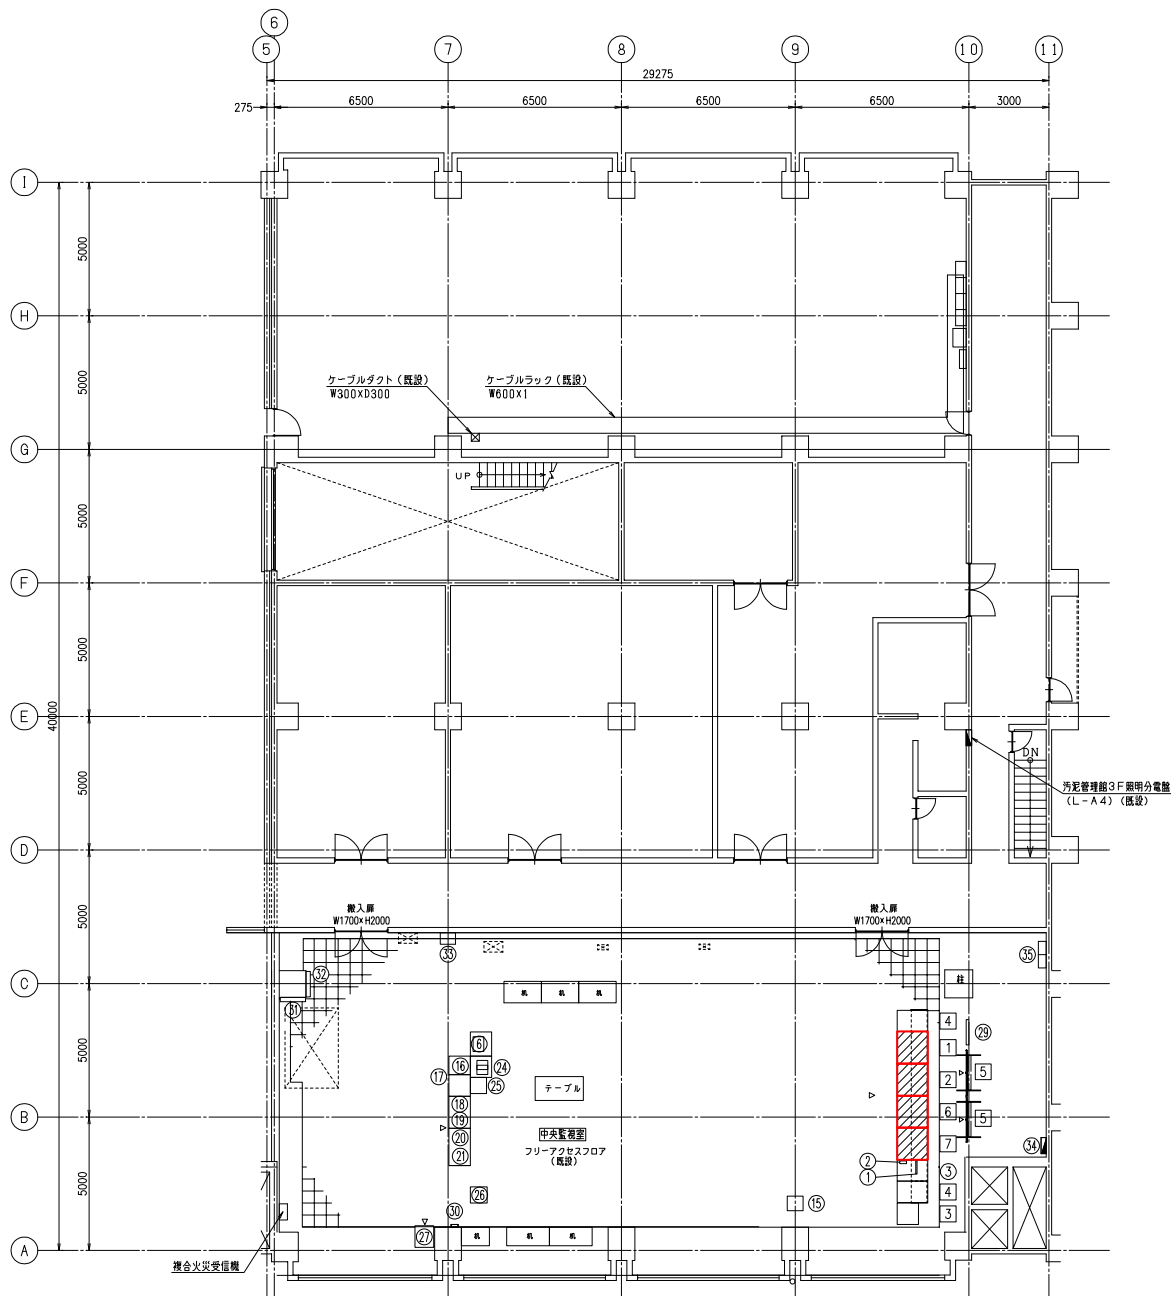 6
5
7
8
9
10
11
29275
275
6500
6500
6500
6500
3000
I
5000
H
5000
ケーブルダクト (既設)
W300×D300
ケーブルラック (既設)
W600×1
G
UP
5000
F
5000
E
40000
DN
5000
汚泥管理館3F照明分電盤
(L-A4) (既設)
D
搬入扉
W1700×H2000
搬入扉
W1700×H2000
5000
33
35
32
C
柱
机
机
机
31
4
29
6
1
16
24
5000
17
25
5
2
テーブル
18
B
19
6
5
中央監視室
20
フリーアクセスフロア
(既設)
7
34
21
2
3
1
5000
26
4
15
30
3
27
机
机
机
A
複合火災受信機